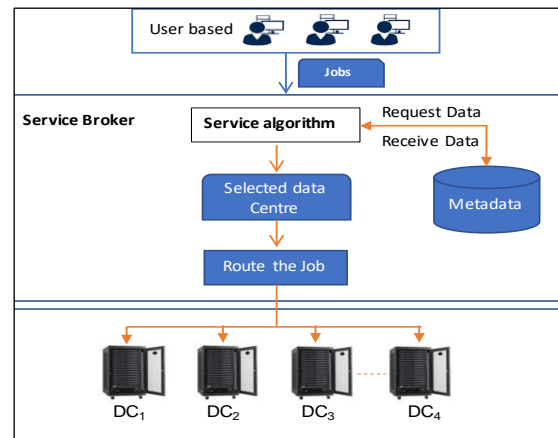 User based
Jobs
Service Broker
Service algorithm
Request Data
Receive Data
Selected data
Centre
Metadata
Route the Job
DC₁
DC₂
DC₃
DC₄